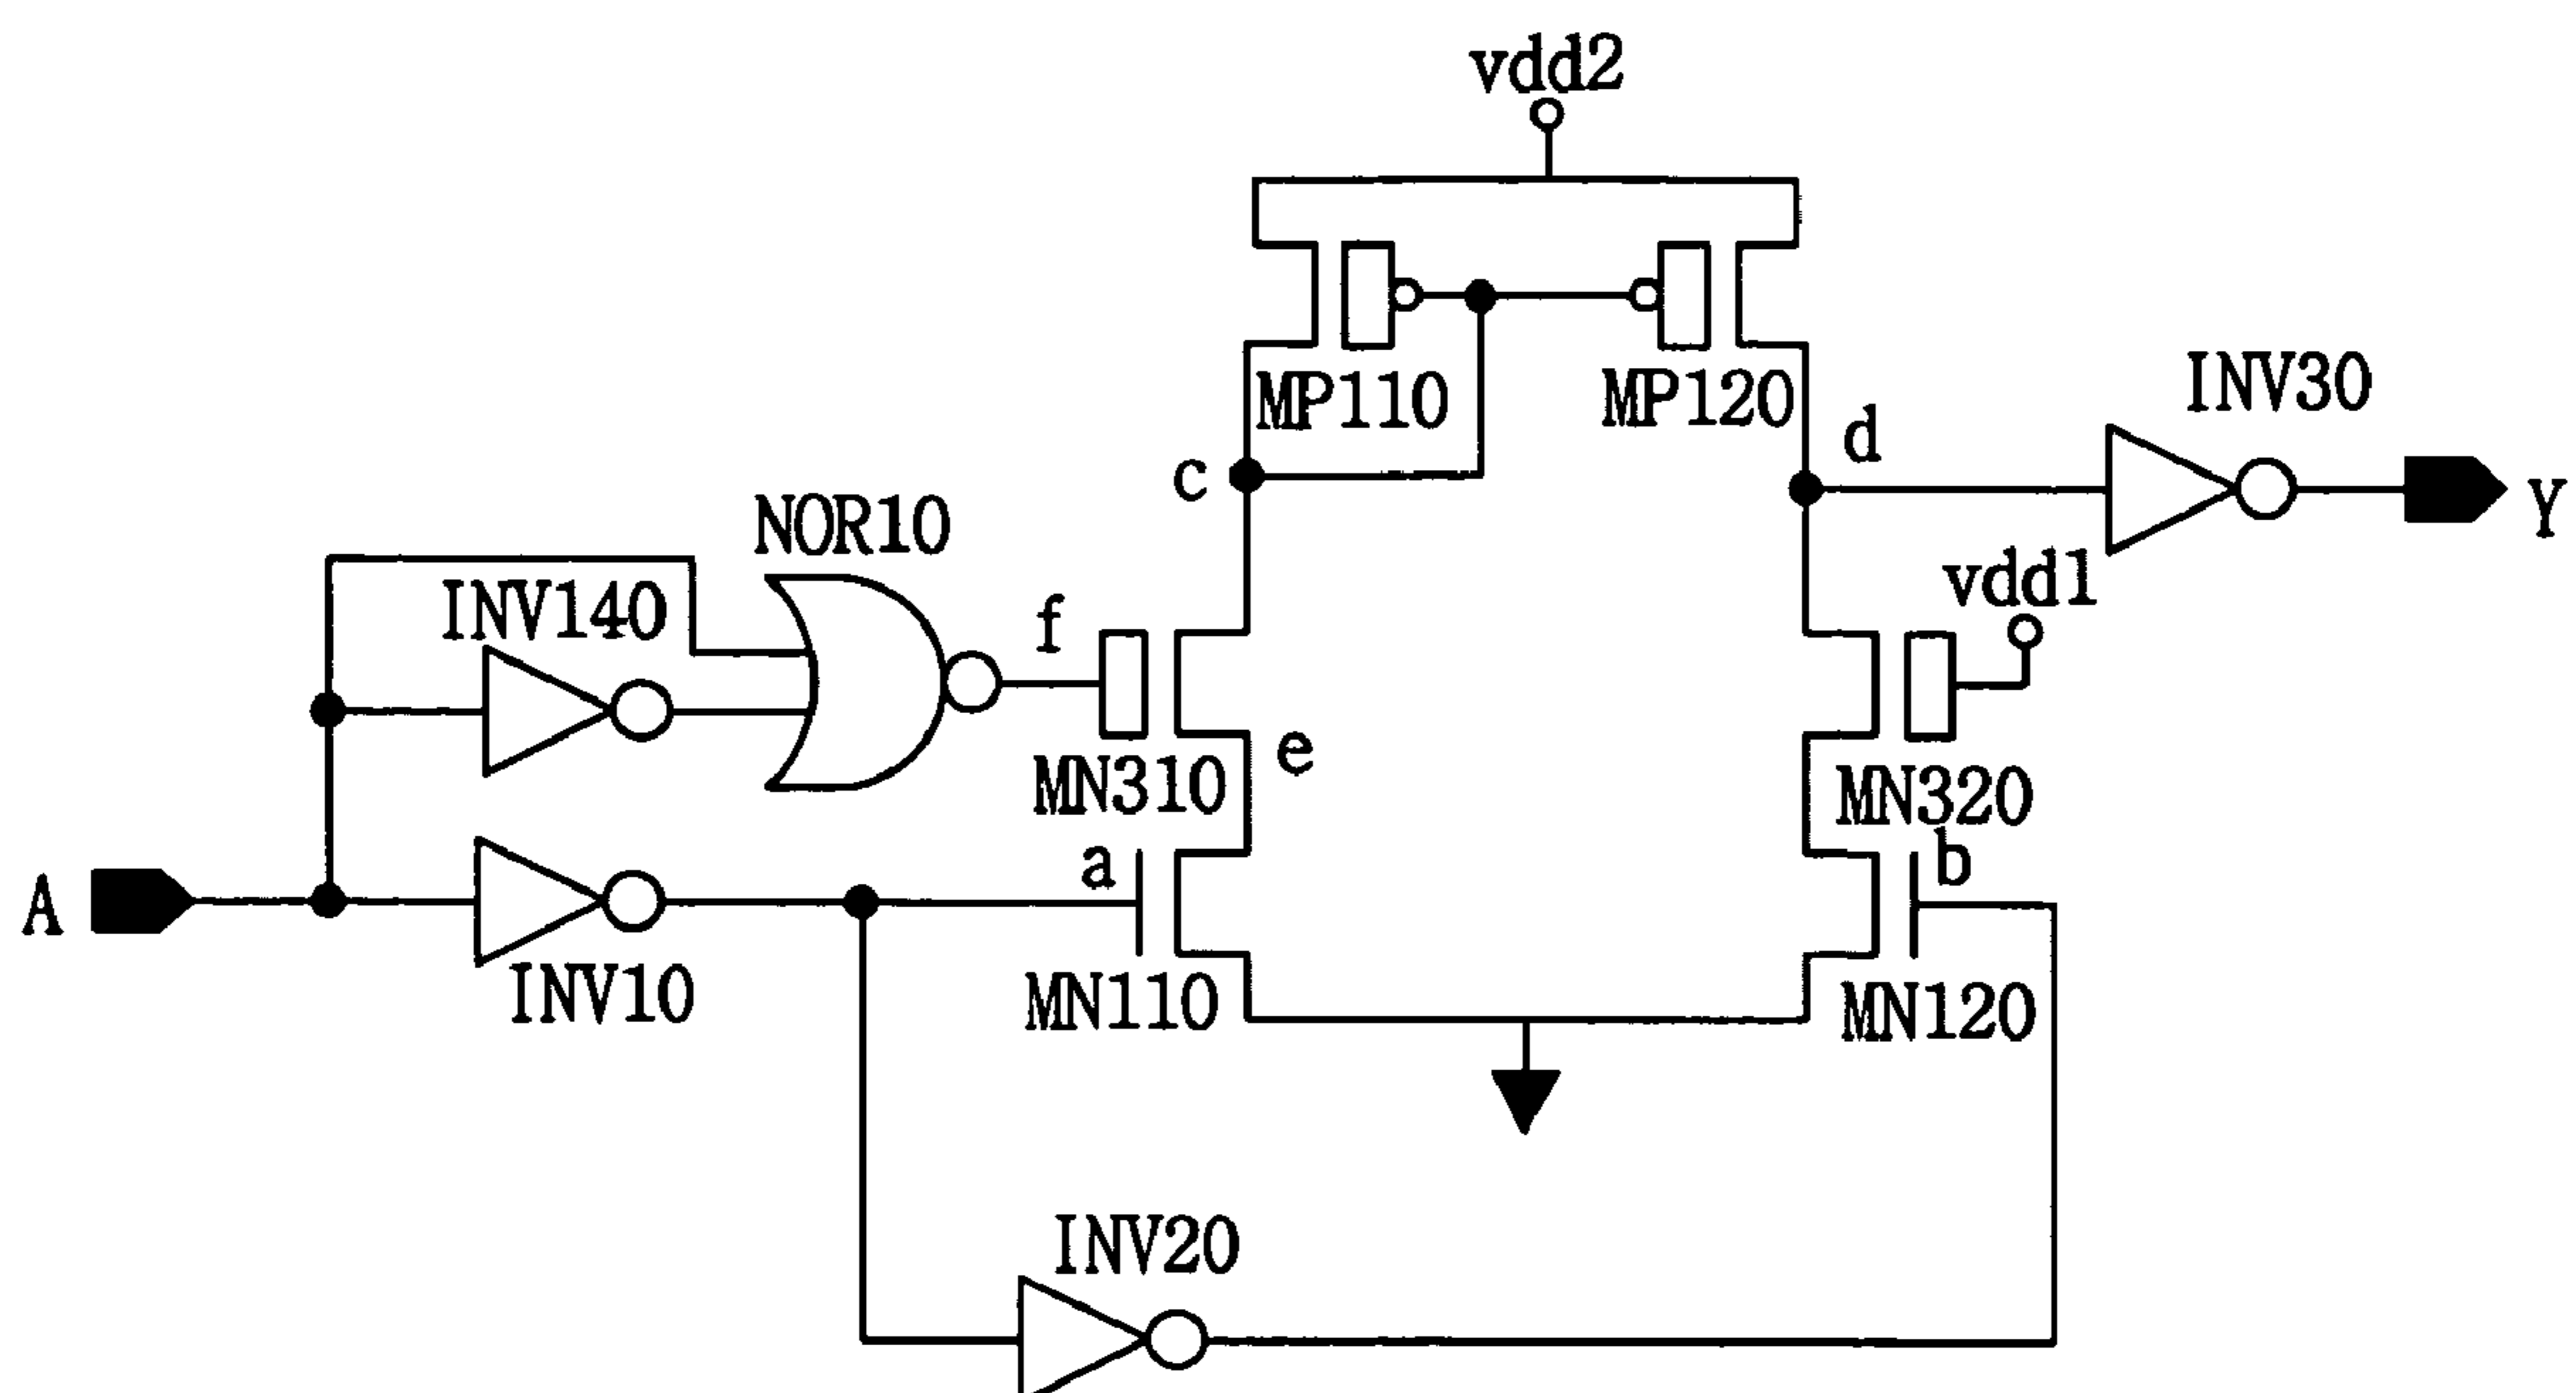 vdd2
INV30
MP110
MP120
d
c
Y
NOR10
vdd1
INV140
f
e
MN310
MN320
a
b
A
INV10
MN110
MN120
INV20